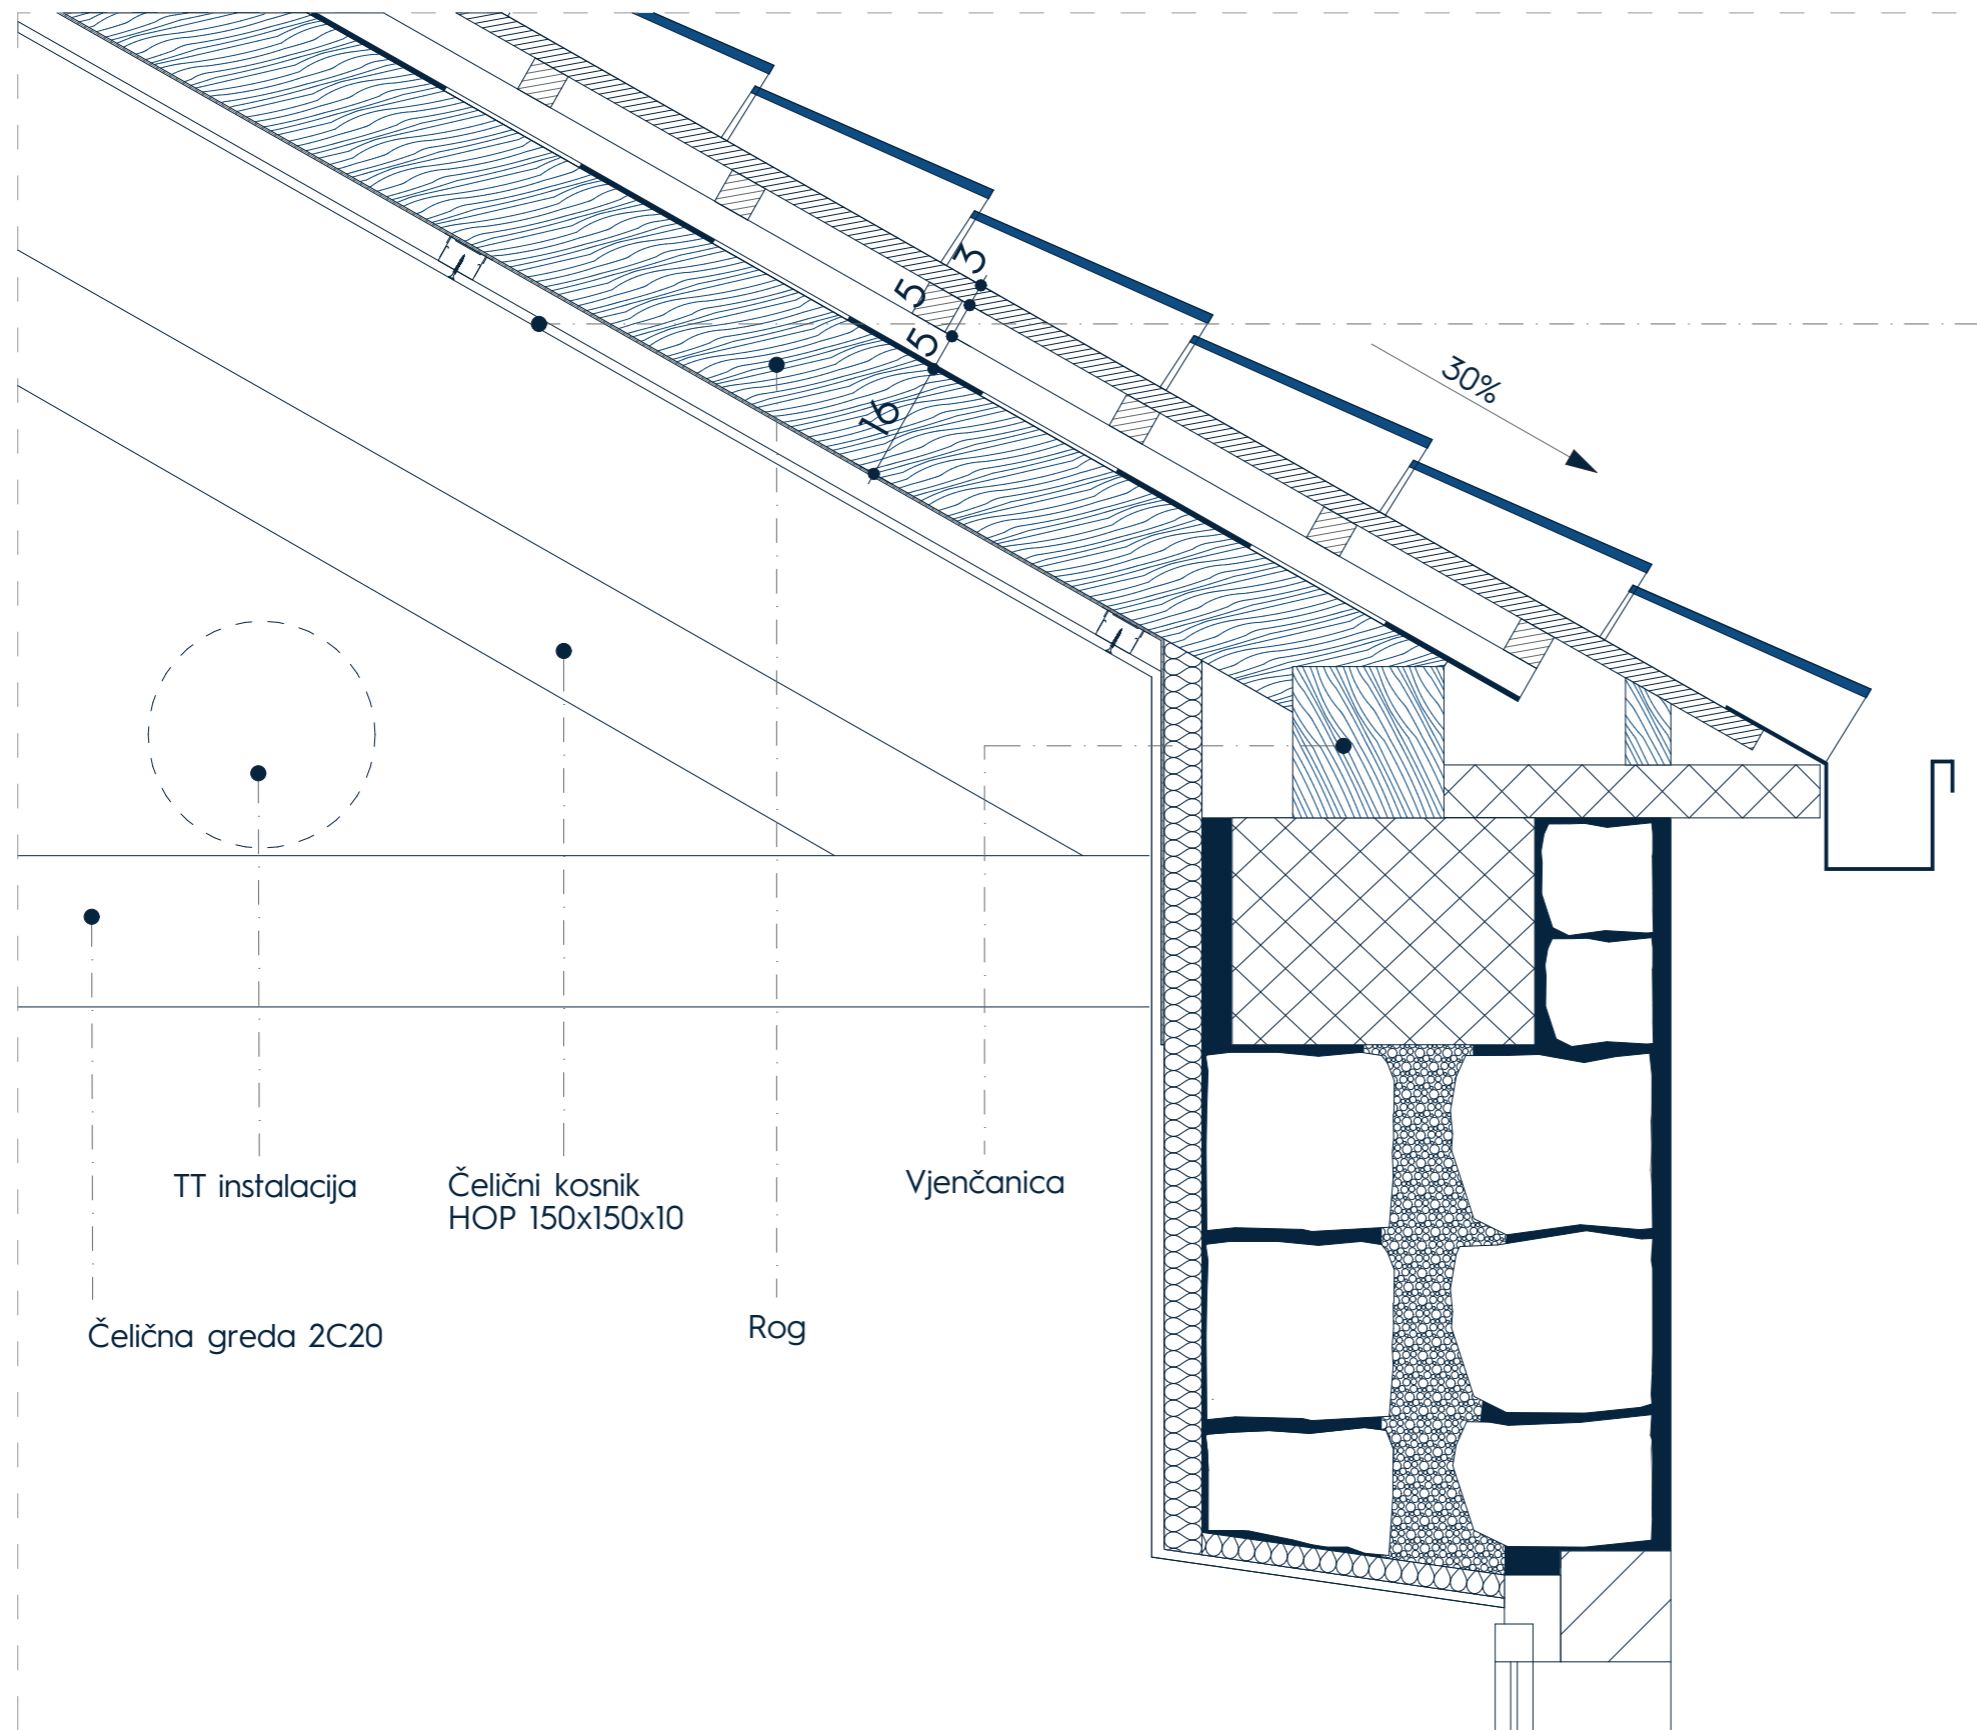 3
5
5
16
30%
TT instalacija
Čelični kosnik
HOP 150x150x10
Vjenčanica
Čelična greda 2C20
Rog